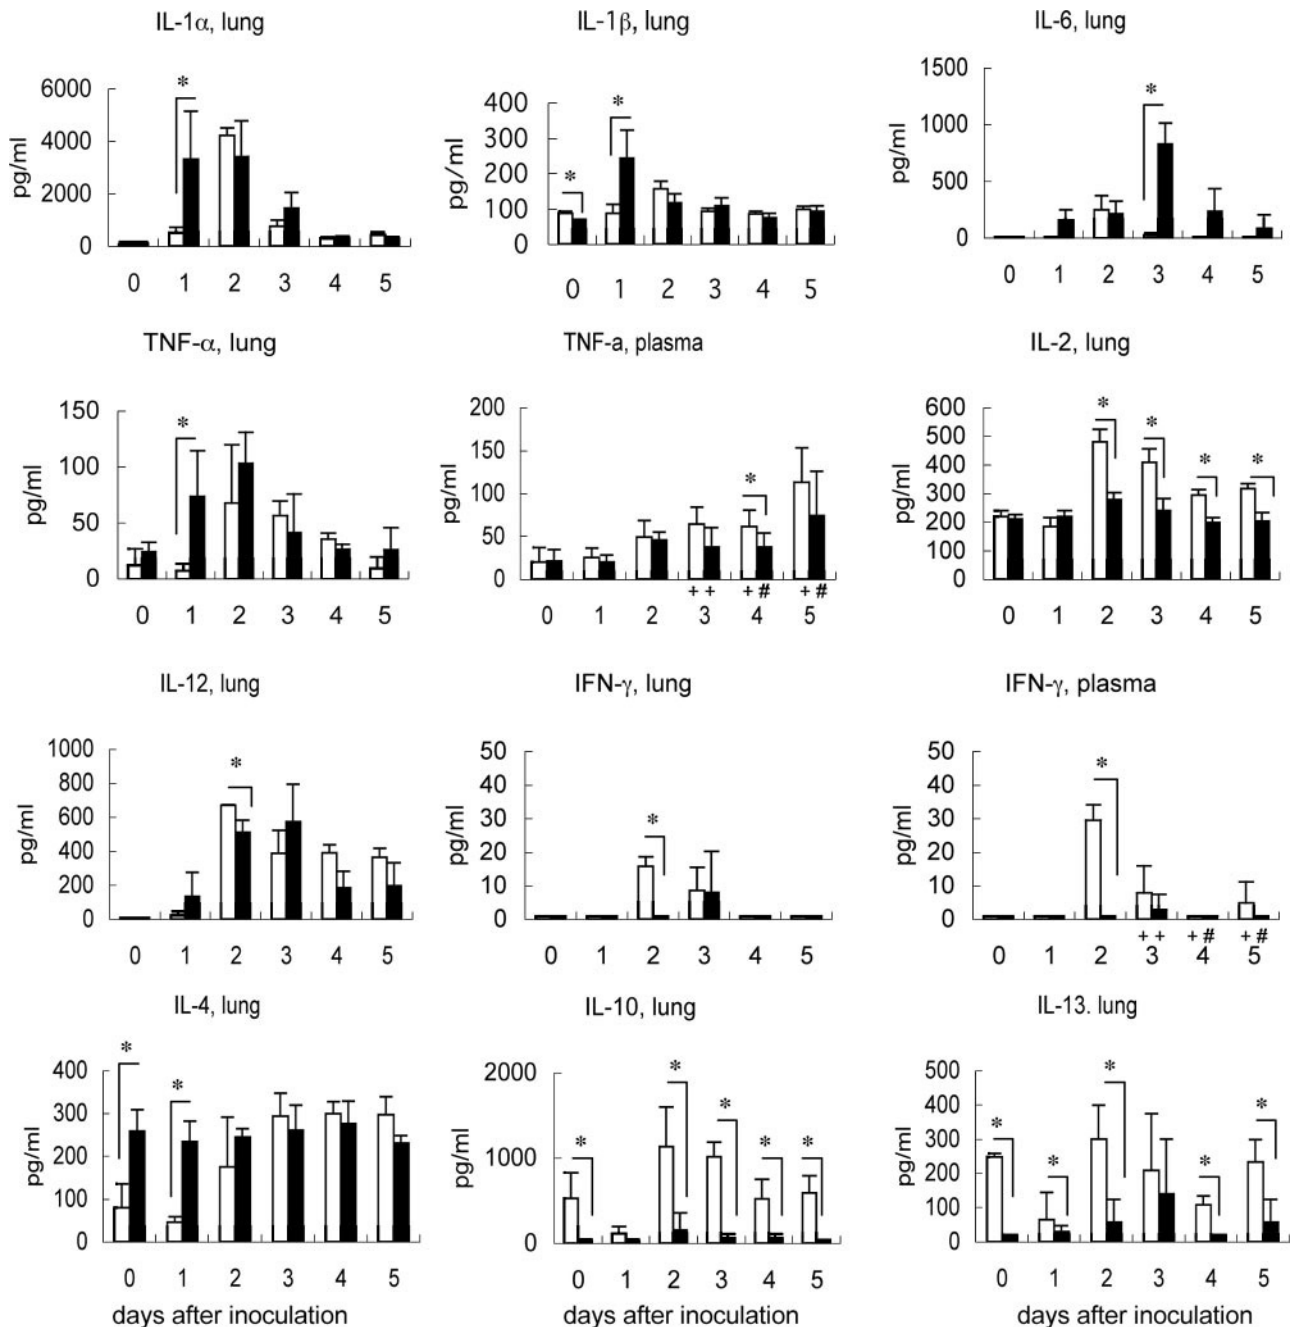 IL-1α, lung
pg/ml
6000
4000
2000
0
*
0 1 2 3 4 5
IL-1β, lung
pg/ml
400
300
200
100
0
* *
0 1 2 3 4 5
IL-6, lung
pg/ml
1500
1000
500
0
*
0 1 2 3 4 5
TNF-α, lung
pg/ml
150
100
50
0
*
0 1 2 3 4 5
TNF-a, plasma
pg/ml
200
150
100
50
0
*
+ + + # + #
0 1 2 3 4 5
IL-2, lung
pg/ml
600
500
400
300
200
100
0
* * * *
0 1 2 3 4 5
IL-12, lung
pg/ml
1000
800
600
400
200
0
*
0 1 2 3 4 5
IFN-γ, lung
pg/ml
50
40
30
20
10
0
*
0 1 2 3 4 5
IFN-γ, plasma
pg/ml
50
40
30
20
10
0
*
+ + + # + #
0 1 2 3 4 5
IL-4, lung
pg/ml
400
300
200
100
0
* *
0 1 2 3 4 5
days after inoculation
IL-10, lung
pg/ml
2000
1000
0
* * * * *
0 1 2 3 4 5
days after inoculation
IL-13. lung
pg/ml
500
400
300
200
100
0
* * * * *
0 1 2 3 4 5
days after inoculation